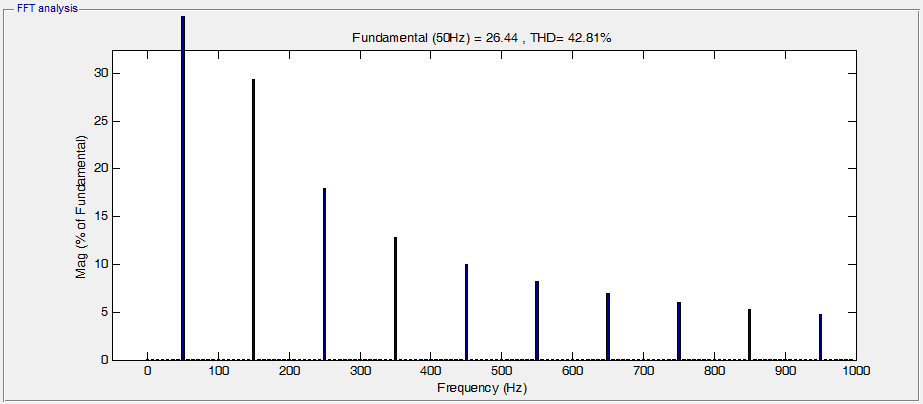 FFT analysis
Fundamental (50Hz) = 26.44 , THD= 42.81%
Mag (% of Fundamental)
30
25
20
15
10
5
0
0 100 200 300 400 500 600 700 800 900 1000
Frequency (Hz)